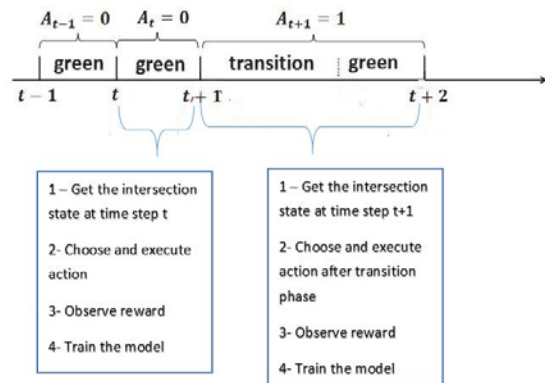 A_{t−1} = 0 A_t = 0 A_{t+1} = 1
green green transition green
t − 1 t t + 1 t + 2
1 – Get the intersection
state at time step t
2- Choose and execute
action
3- Observe reward
4- Train the model
1 – Get the intersection
state at time step t+1
2- Choose and execute
action after transition
phase
3- Observe reward
4- Train the model